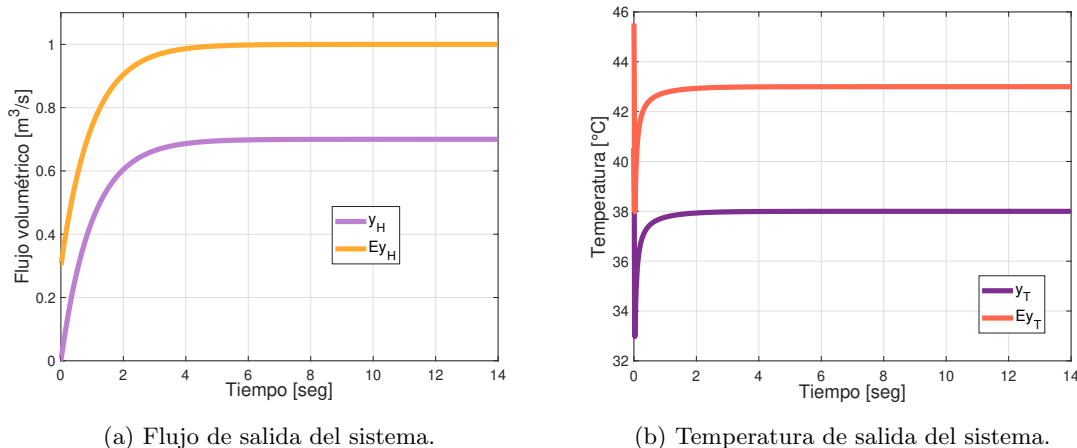 1
0.8
0.6
0.4
0.2
0
Flujo volumétrico [m³/s]
y_H
Ey_H
0 2 4 6 8 10 12 14
Tiempo [seg]
(a) Flujo de salida del sistema.
46
44
42
40
38
36
34
32
Temperatura [°C]
y_T
Ey_T
0 2 4 6 8 10 12 14
Tiempo [seg]
(b) Temperatura de salida del sistema.